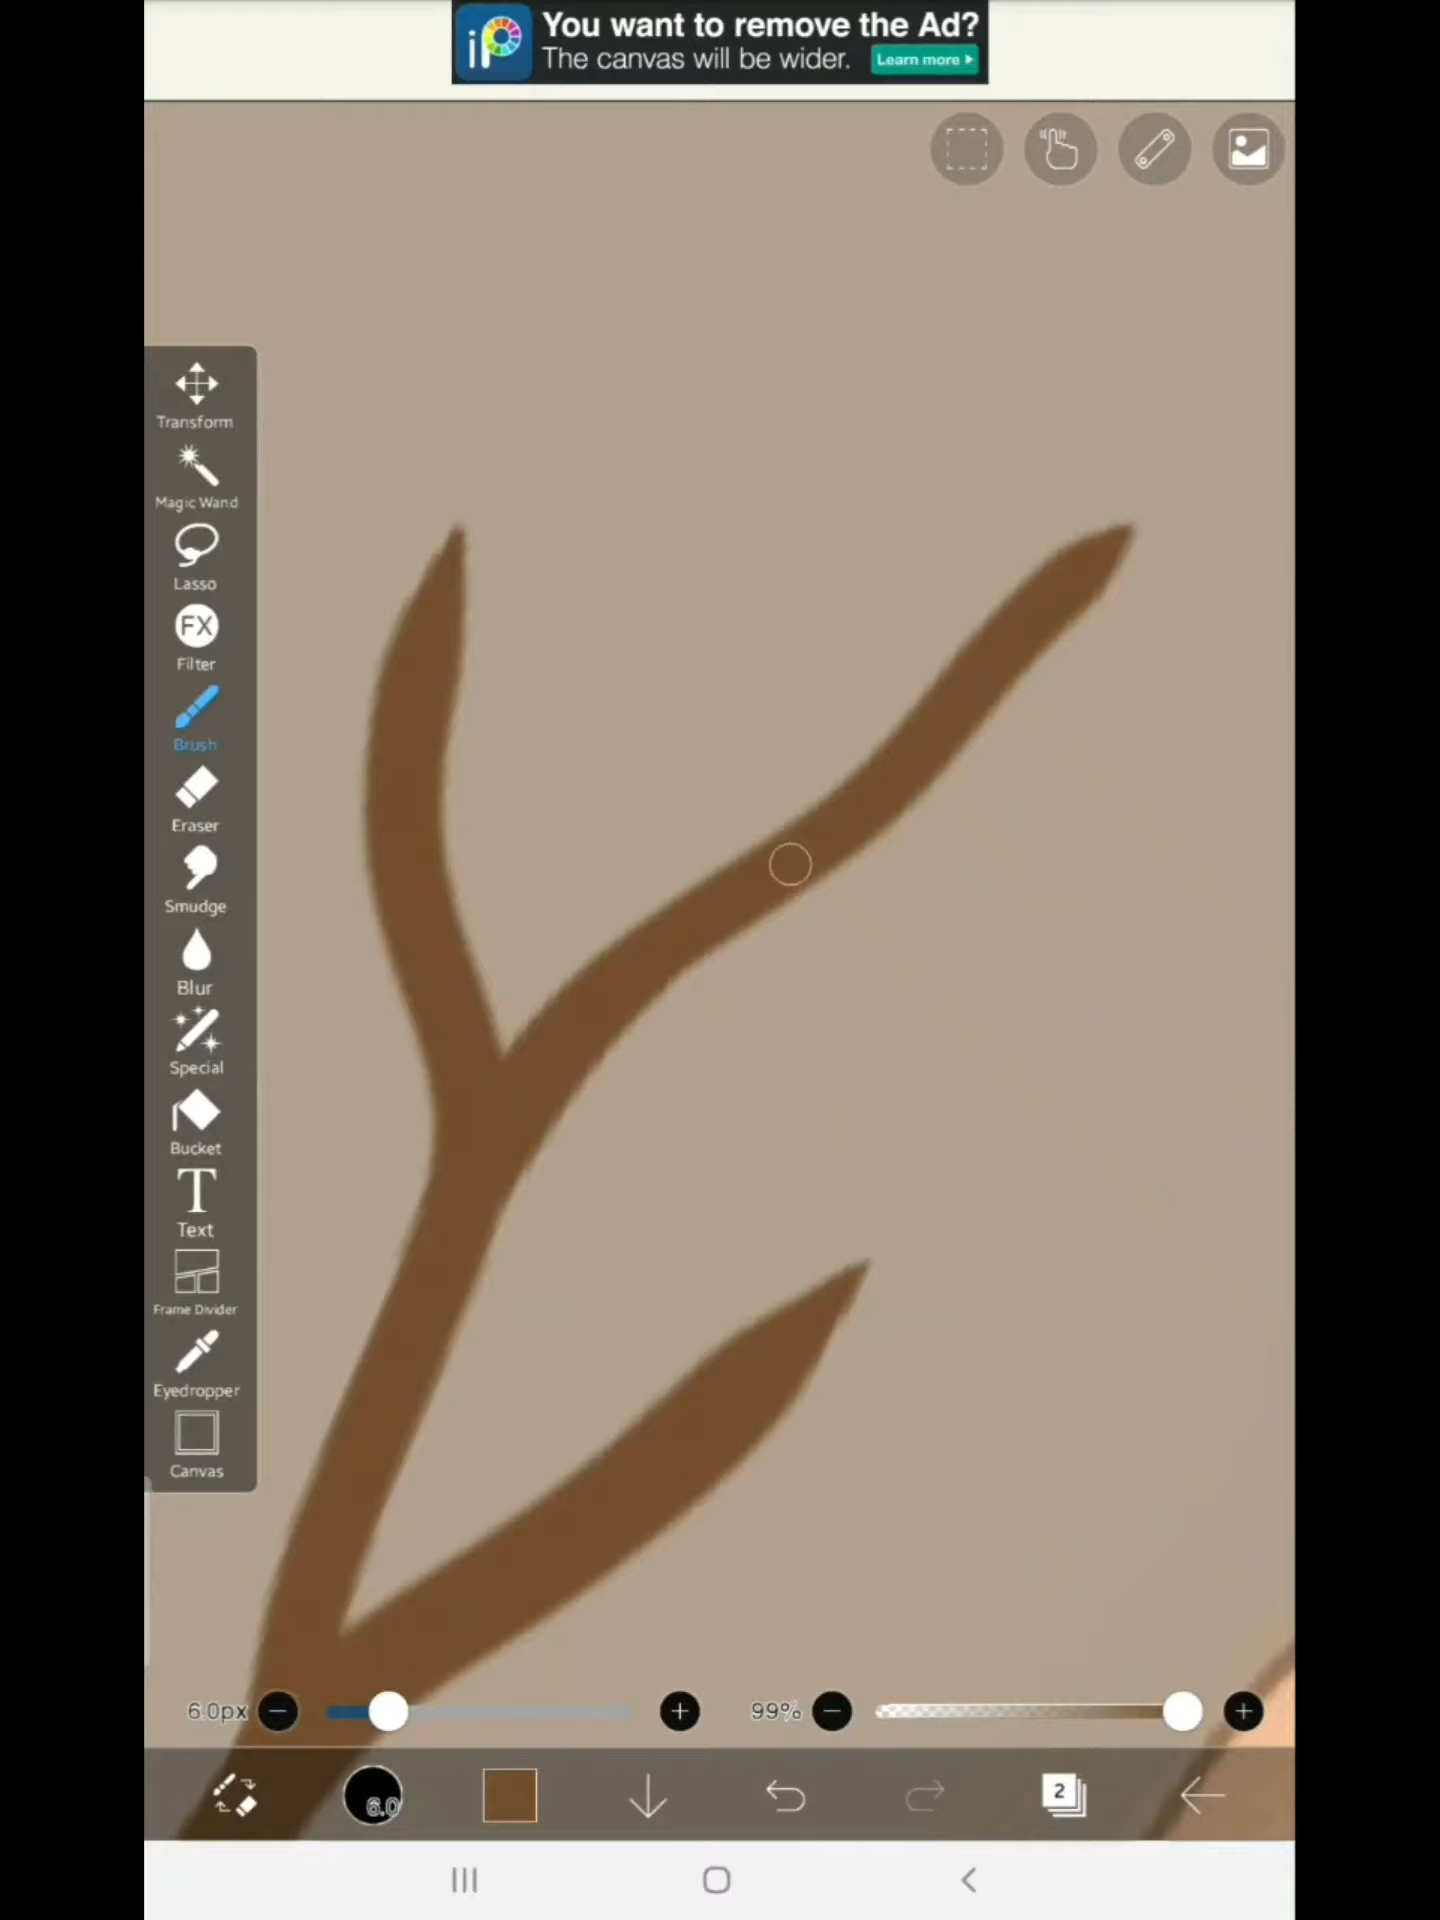 iP
You want to remove the Ad?
The canvas will be wider.
Learn more
Transform
Magic Wand
Lasso
FX
Filter
Brush
Eraser
Smudge
Blur
Special
Bucket
T
Text
Frame Divider
Eyedropper
Canvas
6.0px
99%
6.0
2